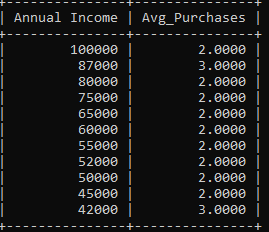 | Annual Income | Avg_Purchases |
| 100000 | 2.0000 |
| 87000 | 3.0000 |
| 80000 | 2.0000 |
| 75000 | 2.0000 |
| 65000 | 2.0000 |
| 60000 | 2.0000 |
| 55000 | 2.0000 |
| 52000 | 2.0000 |
| 50000 | 2.0000 |
| 45000 | 2.0000 |
| 42000 | 3.0000 |